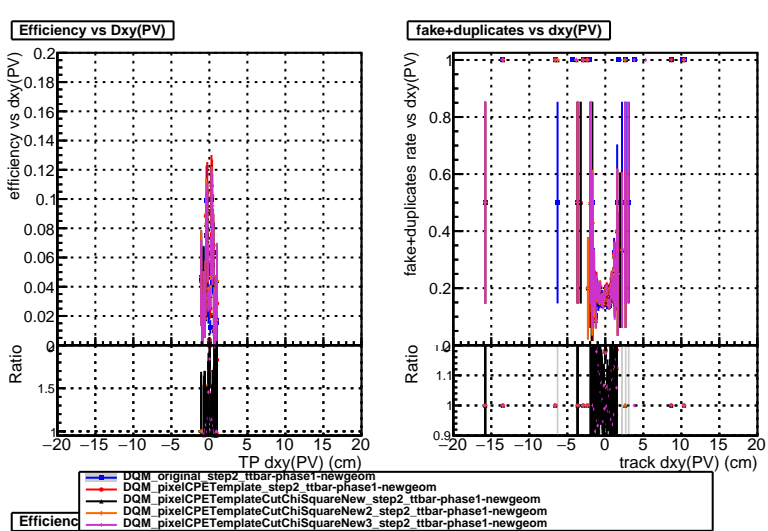 Efficiency vs Dxy(PV)
fake+duplicates vs dxy(PV)
efficiency vs dxy(PV)
0.2
0.18
0.16
0.14
0.12
0.1
0.08
0.06
0.04
0.02
0
fake+duplicates rate vs dxy(PV)
1
0.8
0.6
0.4
0.2
Ratio
1.5
1
−20 −15 −10 −5 0 5 10 15 20
TP dxy(PV) (cm)
Ratio
1.1
1
0.9
−20 −15 −10 −5 0 5 10 15 20
track dxy(PV) (cm)
DQM_original_step2_ttbar-phase1-newgeom
DQM_pixelCPETemplate_step2_ttbar-phase1-newgeom
DQM_pixelCPETemplateCutChiSquareNew_step2_ttbar-phase1-newgeom
DQM_pixelCPETemplateCutChiSquareNew2_step2_ttbar-phase1-newgeom
DQM_pixelCPETemplateCutChiSquareNew3_step2_ttbar-phase1-newgeom
Efficienc